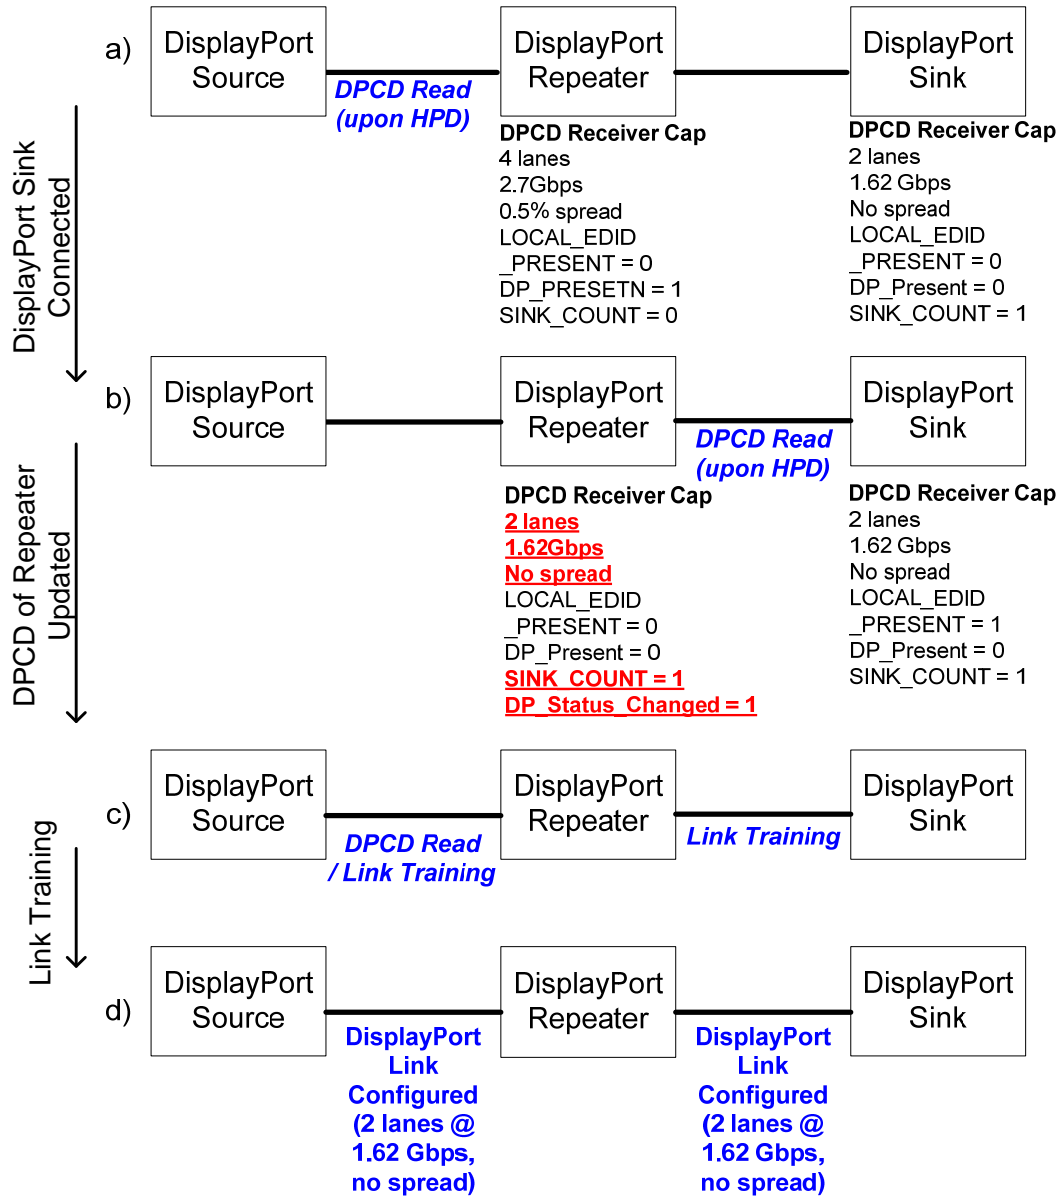 a)
DisplayPort
Source
DPCD Read
(upon HPD)
DisplayPort
Repeater
DisplayPort
Sink
DPCD Receiver Cap
4 lanes
2.7Gbps
0.5% spread
LOCAL_EDID
_PRESENT = 0
DP_PRESETN = 1
SINK_COUNT = 0
DPCD Receiver Cap
2 lanes
1.62 Gbps
No spread
LOCAL_EDID
_PRESENT = 0
DP_Present = 0
SINK_COUNT = 1
DisplayPort Sink
Connected
b)
DisplayPort
Source
DisplayPort
Repeater
DPCD Read
(upon HPD)
DisplayPort
Sink
DPCD Receiver Cap
2 lanes
1.62Gbps
No spread
LOCAL_EDID
_PRESENT = 0
DP_Present = 0
SINK_COUNT = 1
DP_Status_Changed = 1
DPCD Receiver Cap
2 lanes
1.62 Gbps
No spread
LOCAL_EDID
_PRESENT = 1
DP_Present = 0
SINK_COUNT = 1
DPCD of Repeater
Updated
c)
DisplayPort
Source
DPCD Read
/ Link Training
DisplayPort
Repeater
Link Training
DisplayPort
Sink
Link Training
d)
DisplayPort
Source
DisplayPort
Link
Configured
(2 lanes @
1.62 Gbps,
no spread)
DisplayPort
Repeater
DisplayPort
Link
Configured
(2 lanes @
1.62 Gbps,
no spread)
DisplayPort
Sink